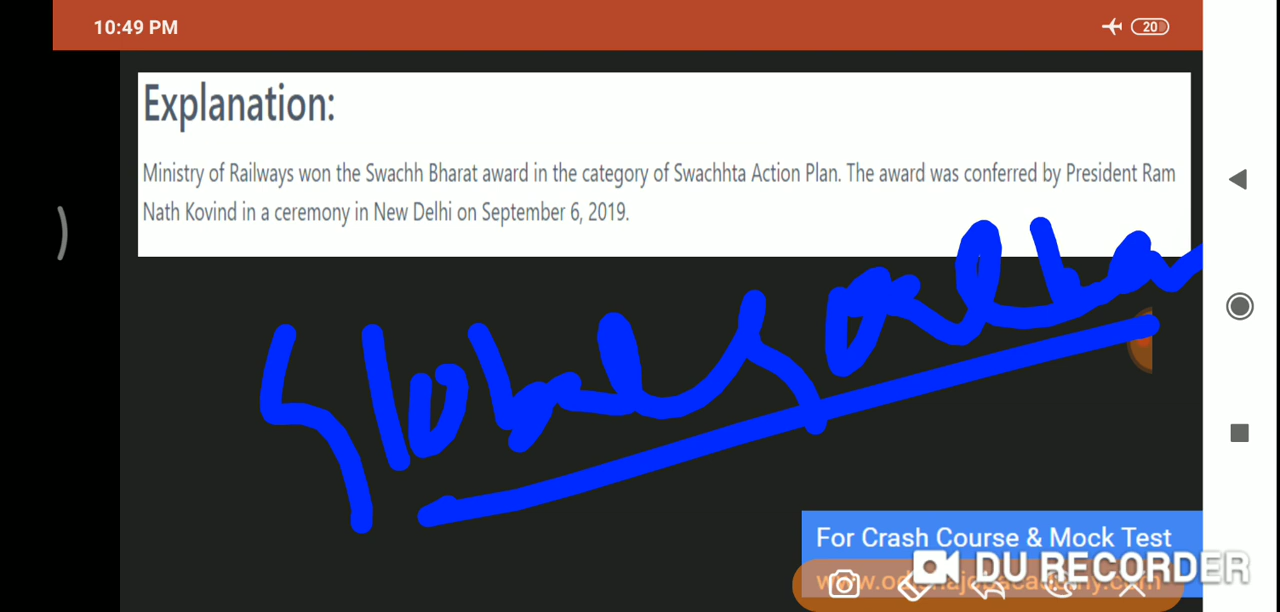 10:49 PM
20
Explanation:
Ministry of Railways won the Swachh Bharat award in the category of Swachhta Action Plan. The award was conferred by President Ram
Nath Kovind in a ceremony in New Delhi on September 6, 2019.
For Crash Course & Mock Test
DU RECORDER